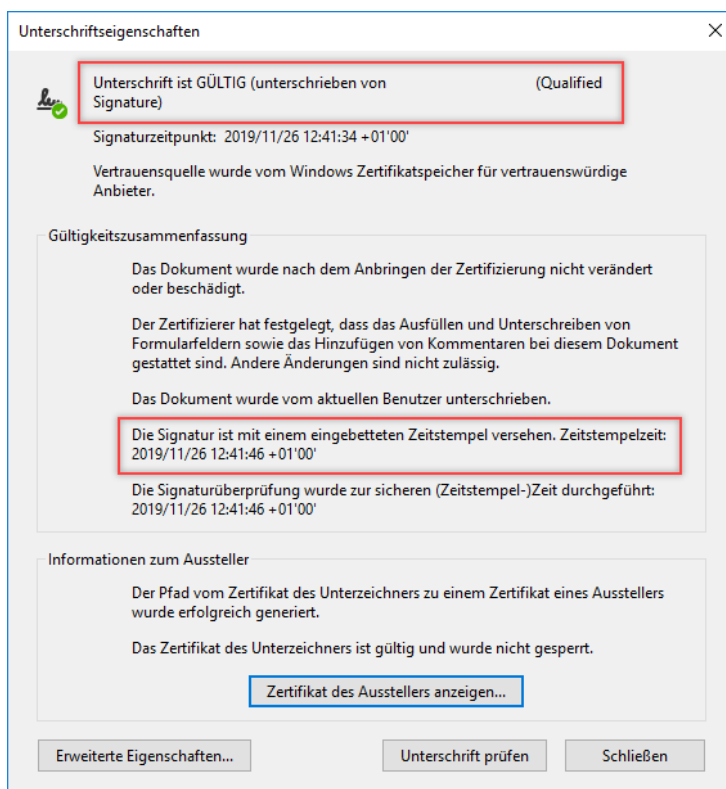 Unterschriftseigenschaften
Unterschrift ist GÜLTIG (unterschrieben von (Qualified
Signature)
Signaturzeitpunkt: 2019/11/26 12:41:34 +01'00'
Vertrauensquelle wurde vom Windows Zertifikatspeicher für vertrauenswürdige
Anbieter.
Gültigkeitszusammenfassung
Das Dokument wurde nach dem Anbringen der Zertifizierung nicht verändert
oder beschädigt.
Der Zertifizierer hat festgelegt, dass das Ausfüllen und Unterschreiben von
Formularfeldern sowie das Hinzufügen von Kommentaren bei diesem Dokument
gestattet sind. Andere Änderungen sind nicht zulässig.
Das Dokument wurde vom aktuellen Benutzer unterschrieben.
Die Signatur ist mit einem eingebetteten Zeitstempel versehen. Zeitstempelzeit:
2019/11/26 12:41:46 +01'00'
Die Signaturüberprüfung wurde zur sicheren (Zeitstempel-)Zeit durchgeführt:
2019/11/26 12:41:46 +01'00'
Informationen zum Aussteller
Der Pfad vom Zertifikat des Unterzeichners zu einem Zertifikat eines Ausstellers
wurde erfolgreich generiert.
Das Zertifikat des Unterzeichners ist gültig und wurde nicht gesperrt.
Zertifikat des Ausstellers anzeigen...
Erweiterte Eigenschaften... Unterschrift prüfen Schließen